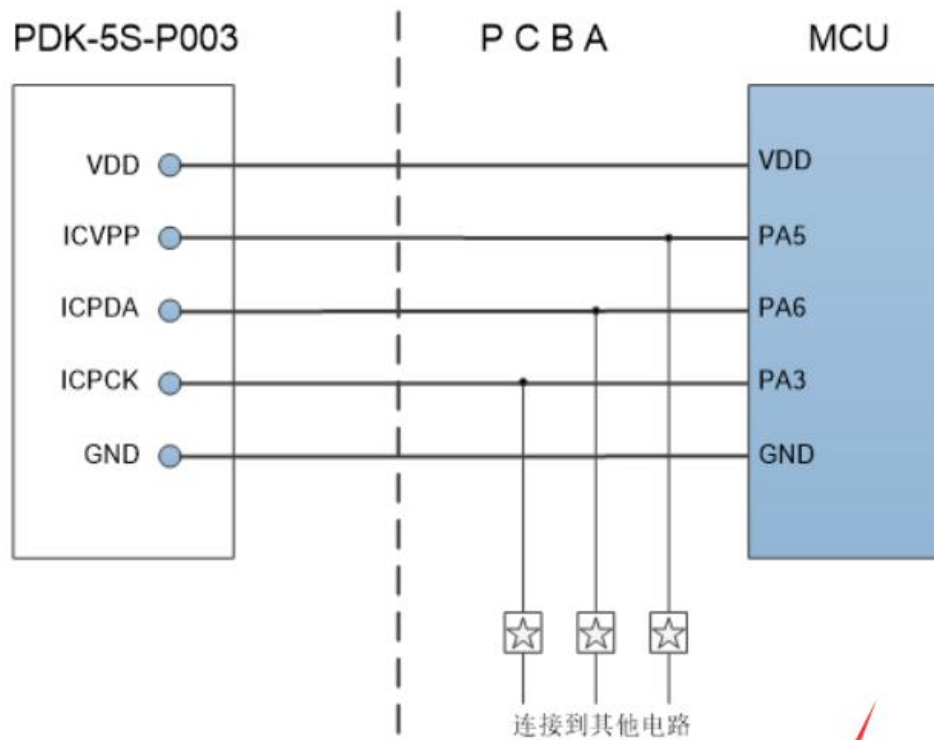 PDK-5S-P003
P C B A
MCU
VDD
VDD
ICVPP
PA5
ICPDA
PA6
ICPCK
PA3
GND
GND
连接到其他电路